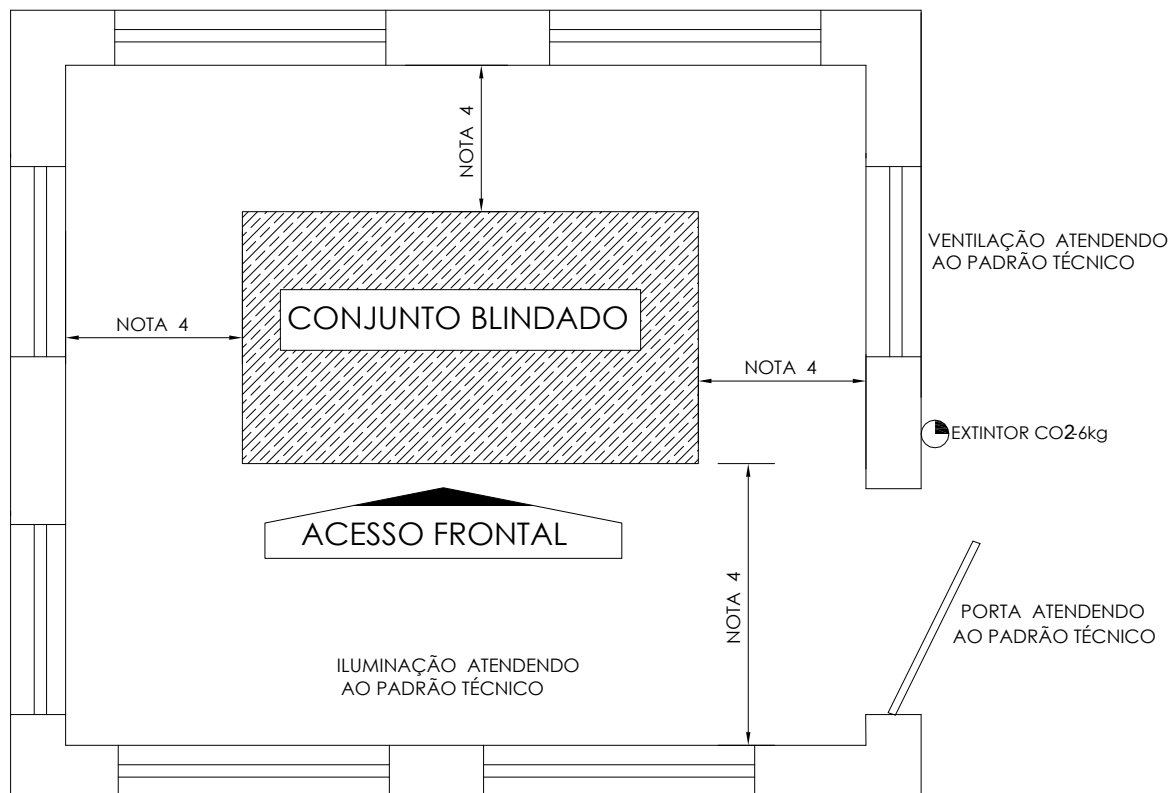 NOTA 4
VENTILAÇÃO ATENDENDO
AO PADRÃO TÉCNICO
CONJUNTO BLINDADO
NOTA 4
NOTA 4
EXTINTOR CO2-6kg
ACESSO FRONTAL
NOTA 4
PORTA ATENDENDO
AO PADRÃO TÉCNICO
ILUMINAÇÃO ATENDENDO
AO PADRÃO TÉCNICO